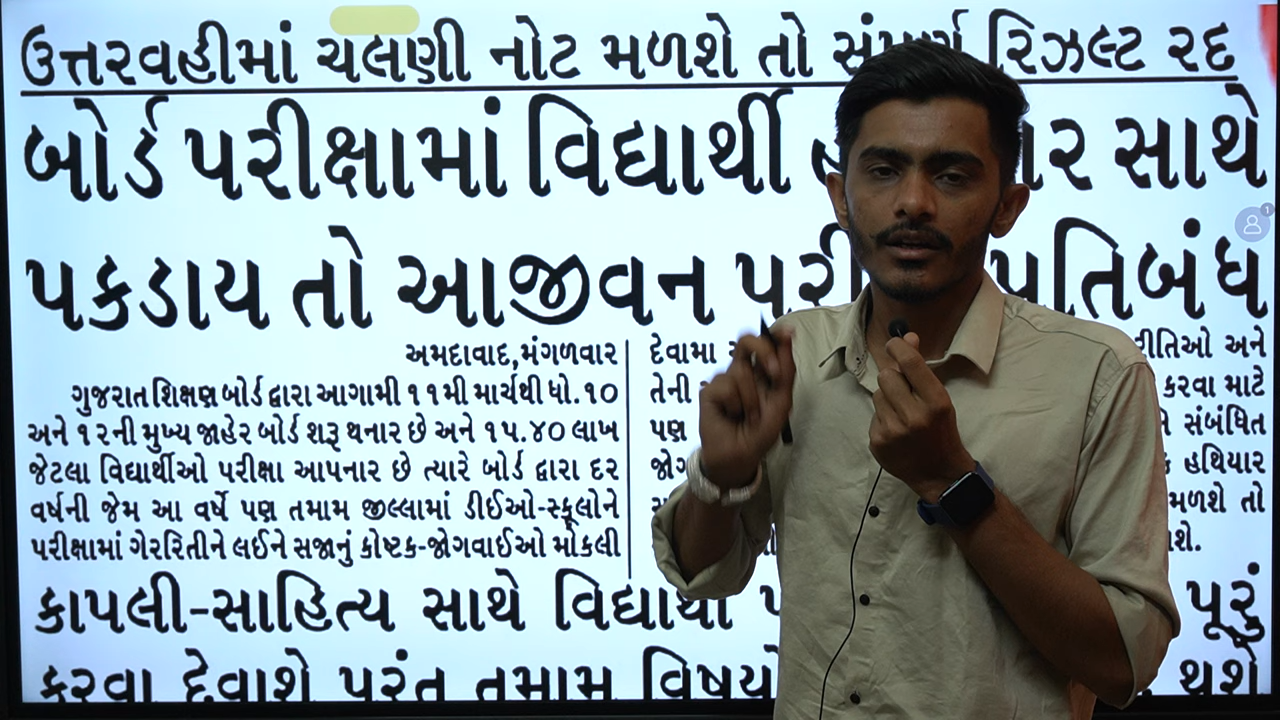 ઉત્તરવહીમાં ચલણી નોટ મળશે તો સંપૂર્ણ રિઝલ્ટ રદ
બોર્ડ પરીક્ષામાં વિદ્યાર્થી સાથે
પકડાય તો આજીવન પ્રતિબંધ
અમદાવાદ,મંગળવાર
ગુજરાત શિક્ષણ બોર્ડ દ્વારા આગામી ૧૧મી માર્ચથી ધો.૧૦
અને ૧૨ની મુખ્ય જાહેર બોર્ડ શરૂ થનાર છે અને ૧૫.૪૦ લાખ
જેટલા વિદ્યાર્થીઓ પરીક્ષા આપનાર છે ત્યારે બોર્ડ દ્વારા દર
વર્ષની જેમ આ વર્ષે પણ તમામ જીલ્લામાં ડીઈઓ-સ્કૂલોને
પરીક્ષામાં ગેરરિતીને લઈને સજાનું કોષ્ટક-જોગવાઈઓ મોકલી
દેવામા અને
તેની કરવા માટે
પણ સંબંધિત
હથિયાર
મળશે તો
કાપલી-સાહિત્ય સાથે વિદ્યાર્થી પૂરું
કરવા દેવાશે પરંતુ તમામ થશે
1